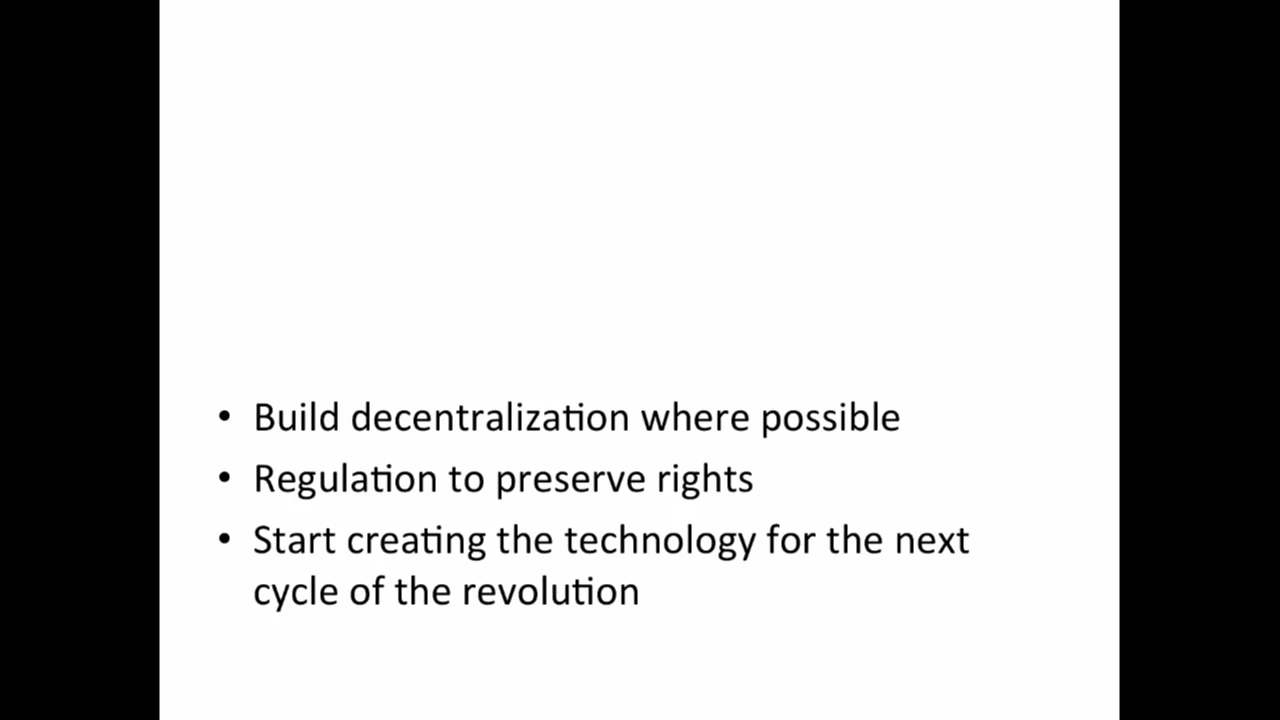 • Build decentralization where possible
• Regulation to preserve rights
• Start creating the technology for the next
cycle of the revolution